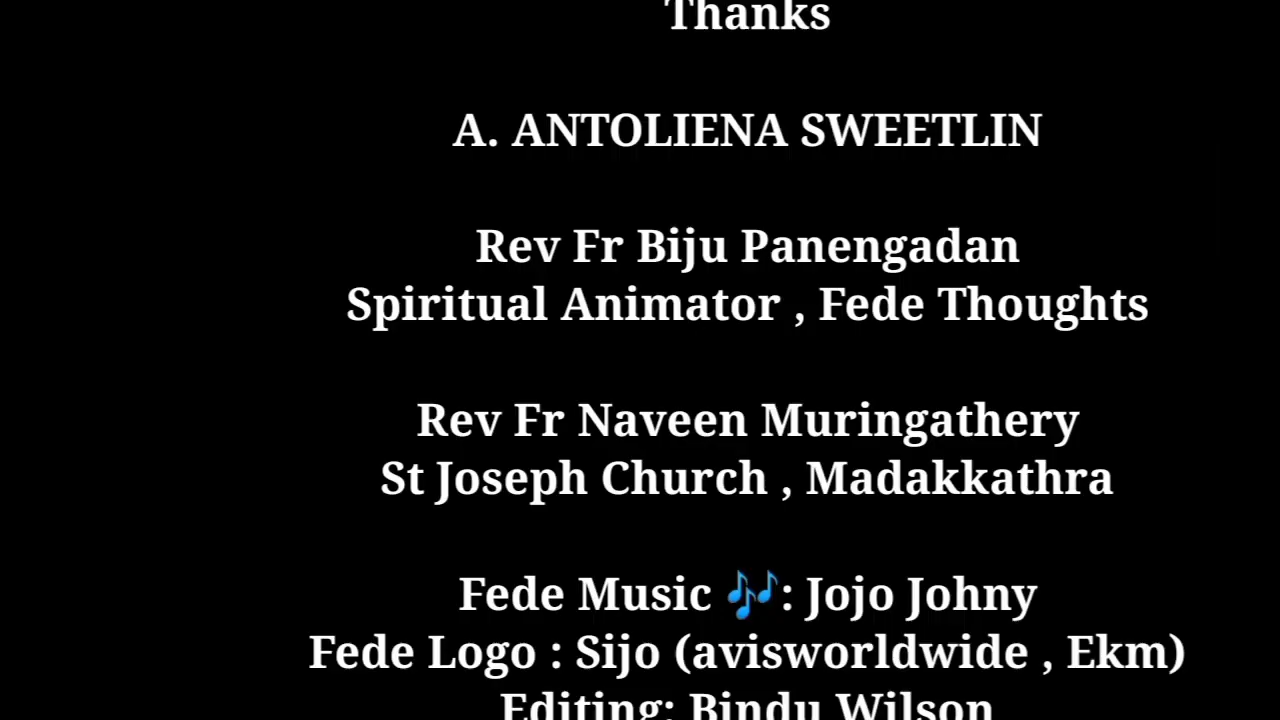 Thanks
A. ANTOLIENA SWEETLIN
Rev Fr Biju Panengadan
Spiritual Animator , Fede Thoughts
Rev Fr Naveen Muringathery
St Joseph Church , Madakkathra
Fede Music 🎶: Jojo Johny
Fede Logo : Sijo (avisworldwide , Ekm)
Editing: Bindu Wilson